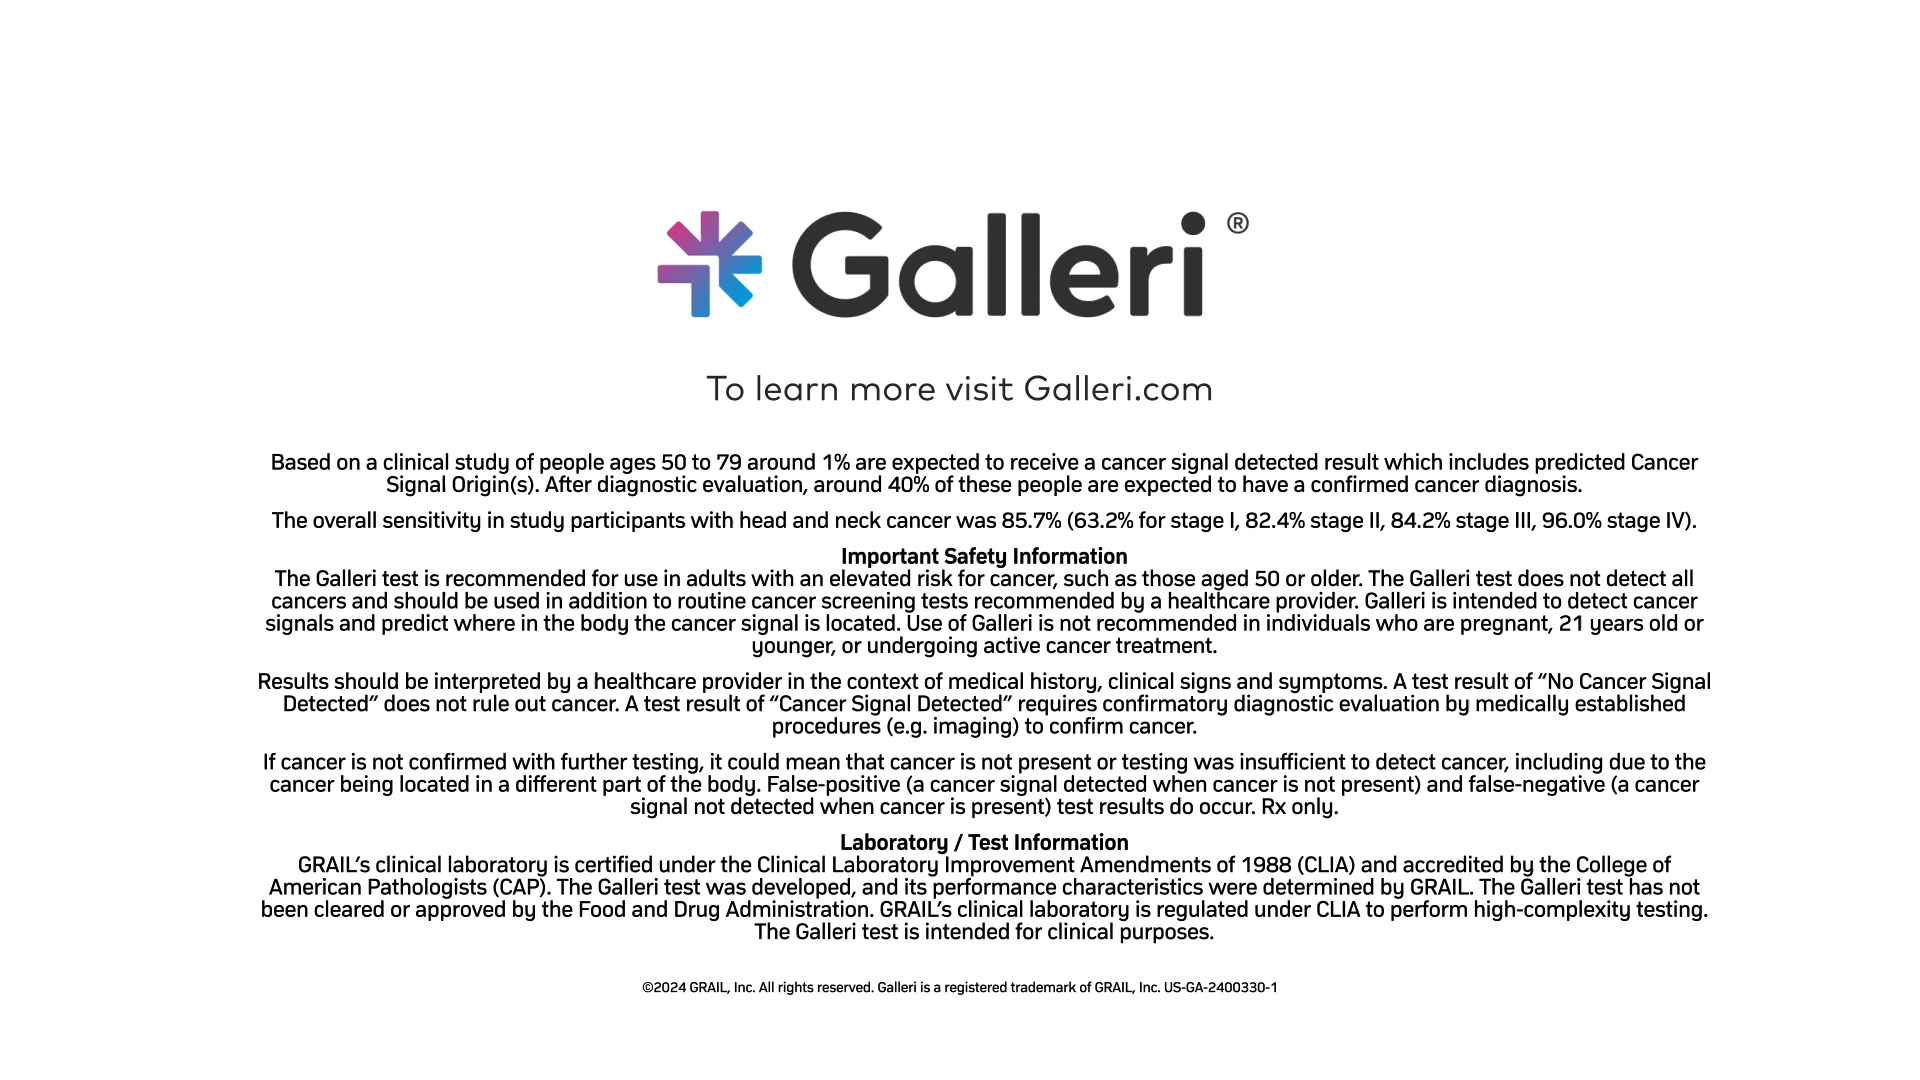 Galleri ®
To learn more visit Galleri.com
Based on a clinical study of people ages 50 to 79 around 1% are expected to receive a cancer signal detected result which includes predicted Cancer
Signal Origin(s). After diagnostic evaluation, around 40% of these people are expected to have a confirmed cancer diagnosis.
The overall sensitivity in study participants with head and neck cancer was 85.7% (63.2% for stage I, 82.4% stage II, 84.2% stage III, 96.0% stage IV).
Important Safety Information
The Galleri test is recommended for use in adults with an elevated risk for cancer, such as those aged 50 or older. The Galleri test does not detect all
cancers and should be used in addition to routine cancer screening tests recommended by a healthcare provider. Galleri is intended to detect cancer
signals and predict where in the body the cancer signal is located. Use of Galleri is not recommended in individuals who are pregnant, 21 years old or
younger, or undergoing active cancer treatment.
Results should be interpreted by a healthcare provider in the context of medical history, clinical signs and symptoms. A test result of “No Cancer Signal
Detected” does not rule out cancer. A test result of “Cancer Signal Detected” requires confirmatory diagnostic evaluation by medically established
procedures (e.g. imaging) to confirm cancer.
If cancer is not confirmed with further testing, it could mean that cancer is not present or testing was insufficient to detect cancer, including due to the
cancer being located in a different part of the body. False-positive (a cancer signal detected when cancer is not present) and false-negative (a cancer
signal not detected when cancer is present) test results do occur. Rx only.
Laboratory / Test Information
GRAIL’s clinical laboratory is certified under the Clinical Laboratory Improvement Amendments of 1988 (CLIA) and accredited by the College of
American Pathologists (CAP). The Galleri test was developed, and its performance characteristics were determined by GRAIL. The Galleri test has not
been cleared or approved by the Food and Drug Administration. GRAIL’s clinical laboratory is regulated under CLIA to perform high-complexity testing.
The Galleri test is intended for clinical purposes.
©2024 GRAIL, Inc. All rights reserved. Galleri is a registered trademark of GRAIL, Inc. US-GA-2400330-1